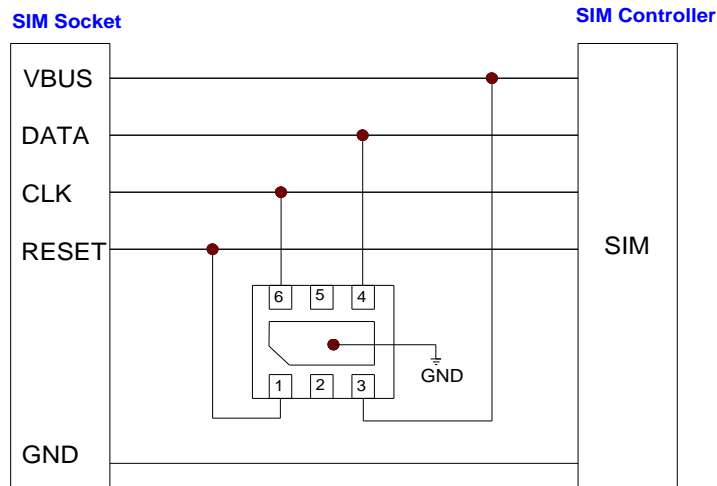 SIM Socket
SIM Controller
VBUS
DATA
CLK
RESET
SIM
6 5 4
GND
1 2 3
GND